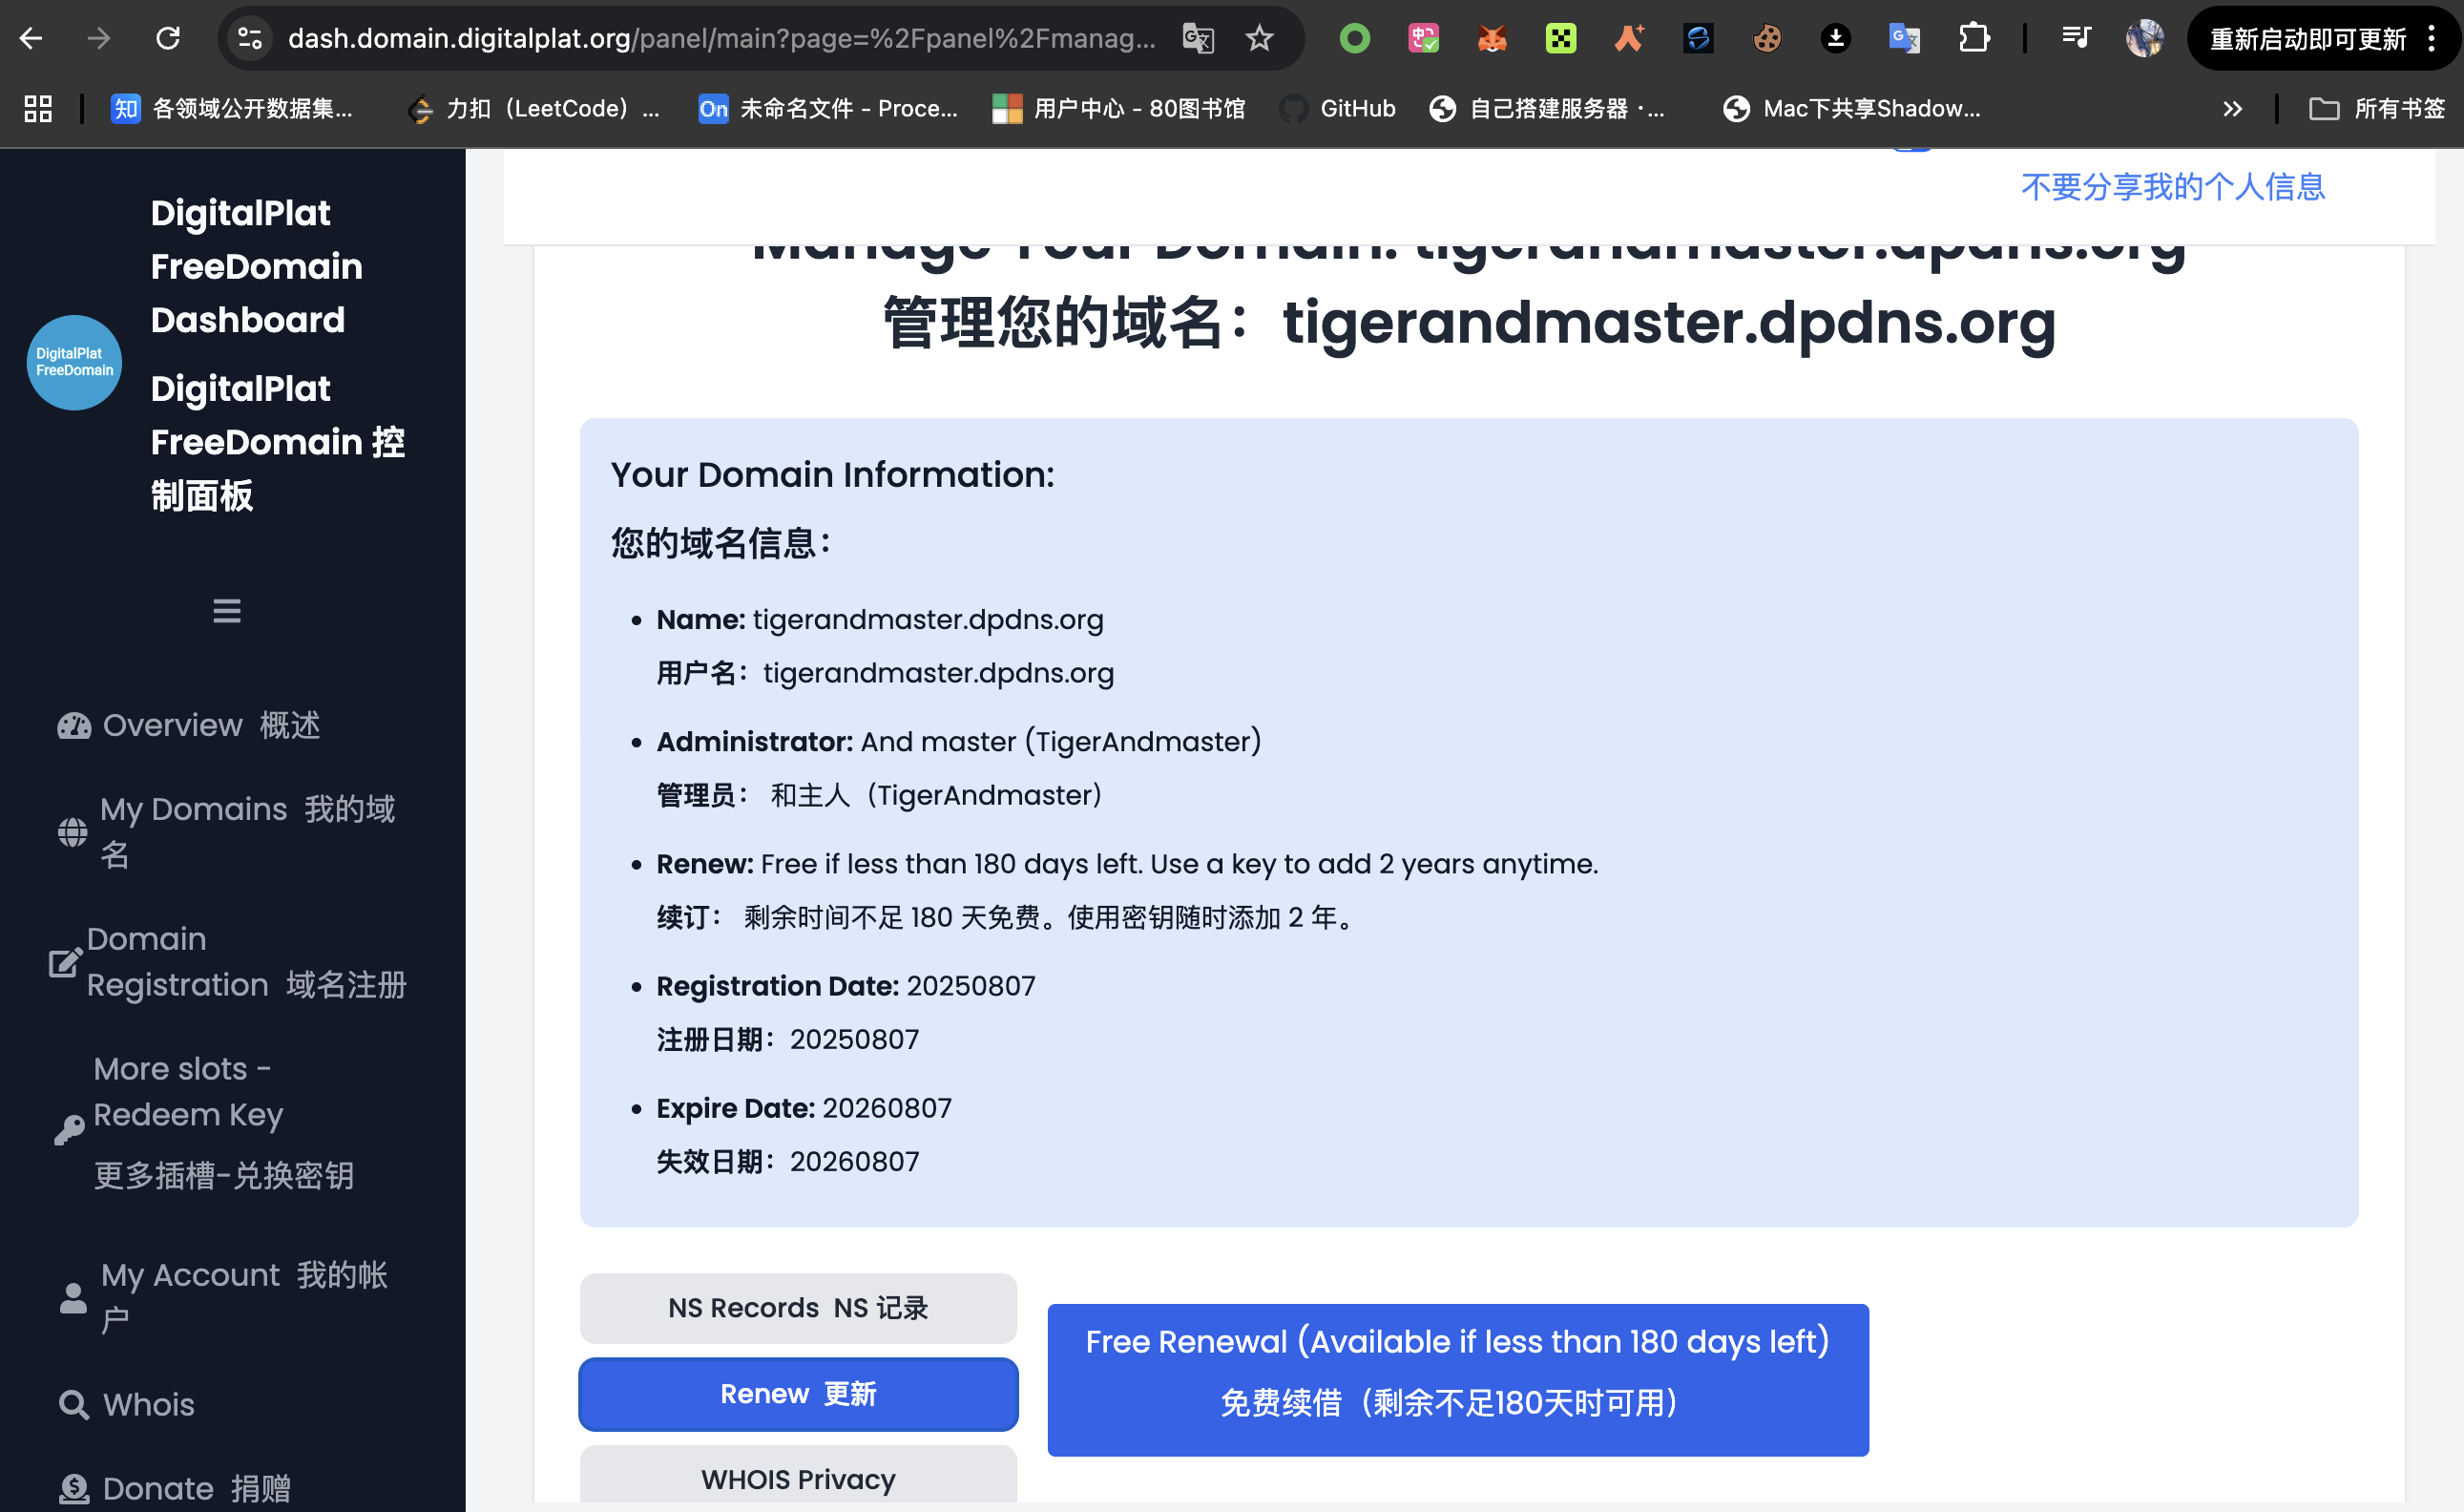 dash.domain.digitalplat.org/panel/main?page=%2Fpanel%2Fmanag...
重新启动即可更新
知 各领域公开数据集...
力扣（LeetCode）...
On 未命名文件 - Proce...
用户中心 - 80图书馆
GitHub
自己搭建服务器 ·...
Mac下共享Shadow...
所有书签
DigitalPlat
FreeDomain
Dashboard
DigitalPlat
FreeDomain
DigitalPlat
FreeDomain 控
制面板
Overview 概述
My Domains 我的域
名
Domain
Registration 域名注册
More slots -
Redeem Key
更多插槽-兑换密钥
My Account 我的帐
户
Whois
Donate 捐赠
不要分享我的个人信息
Manage Your Domain: tigerandmaster.dpdns.org
管理您的域名：tigerandmaster.dpdns.org
Your Domain Information:
您的域名信息：
Name: tigerandmaster.dpdns.org
用户名：tigerandmaster.dpdns.org
Administrator: And master (TigerAndmaster)
管理员： 和主人（TigerAndmaster）
Renew: Free if less than 180 days left. Use a key to add 2 years anytime.
续订： 剩余时间不足 180 天免费。使用密钥随时添加 2 年。
Registration Date: 20250807
注册日期：20250807
Expire Date: 20260807
失效日期：20260807
NS Records NS 记录
Renew 更新
WHOIS Privacy
Free Renewal (Available if less than 180 days left)
免费续借（剩余不足180天时可用）